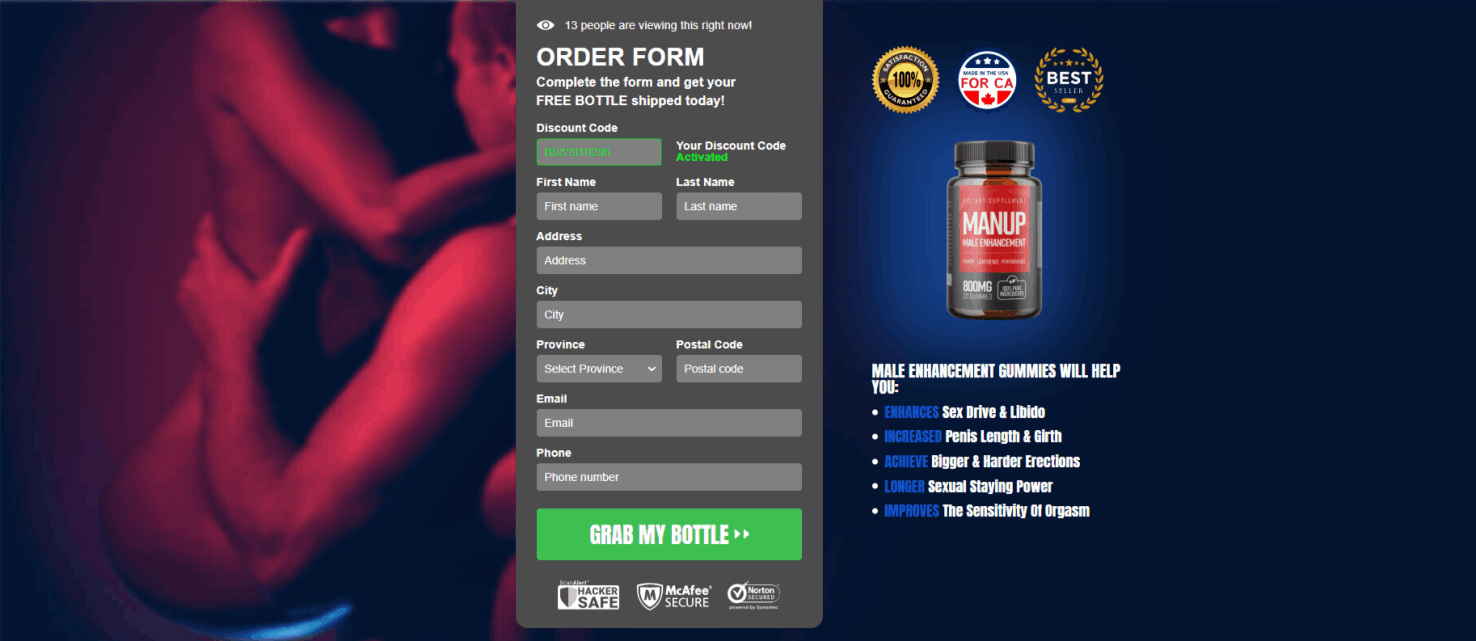 13 people are viewing this right now!
ORDER FORM
Complete the form and get your
FREE BOTTLE shipped today!
Discount Code
Your Discount Code
Activated
First Name
Last Name
First name
Last name
Address
Address
City
City
Province
Postal Code
Select Province
Postal code
Email
Email
Phone
Phone number
GRAB MY BOTTLE
ScanAlert
HACKER
SAFE
McAfee
SECURE
Norton
SECURED
powered by Symantec
SATISFACTION
100%
GUARANTEED
MADE IN THE USA
FOR CA
BEST
SELLER
DIETARY SUPPLEMENT
MANUP
MALE ENHANCEMENT
800MG
30 GUMMIES
100% PURE
INGREDIENTS
MALE ENHANCEMENT GUMMIES WILL HELP
YOU:
ENHANCES Sex Drive & Libido
INCREASED Penis Length & Girth
ACHIEVE Bigger & Harder Erections
LONGER Sexual Staying Power
IMPROVES The Sensitivity Of Orgasm